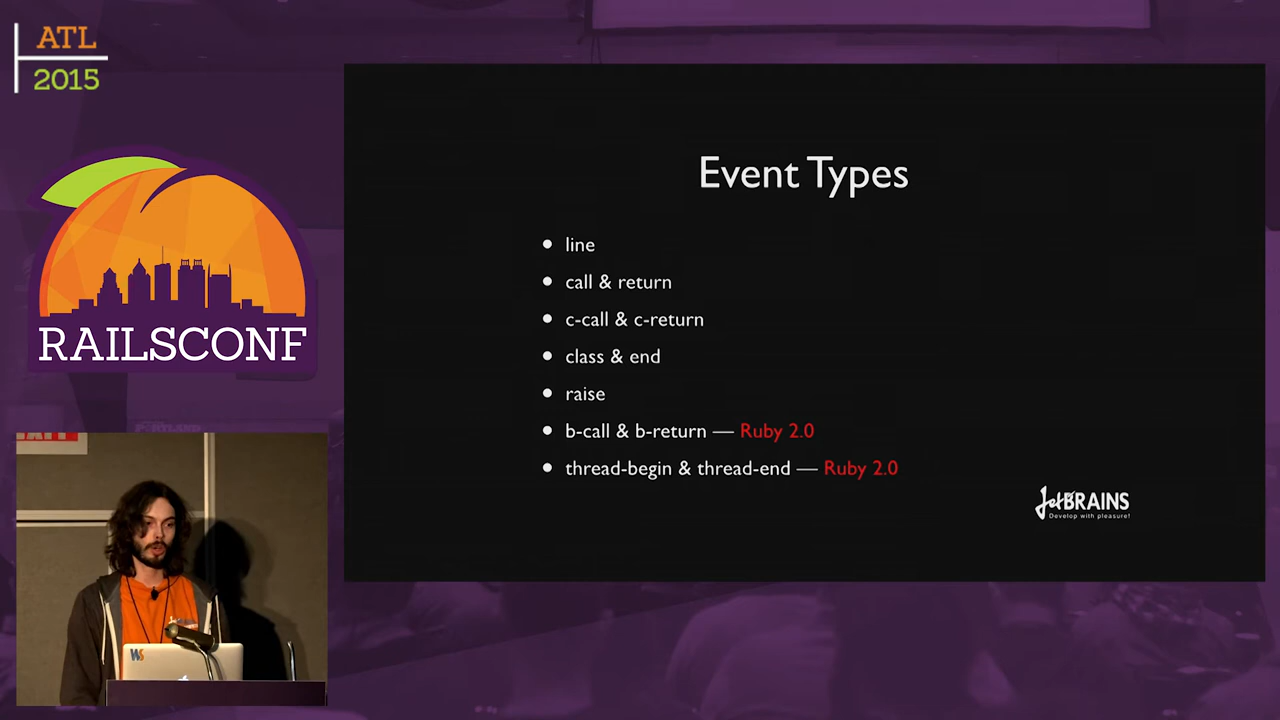 ATL
2015
RAILSCONF
Event Types
line
call & return
c-call & c-return
class & end
raise
b-call & b-return — Ruby 2.0
thread-begin & thread-end — Ruby 2.0
JetBRAINS
Develop with pleasure!
WS